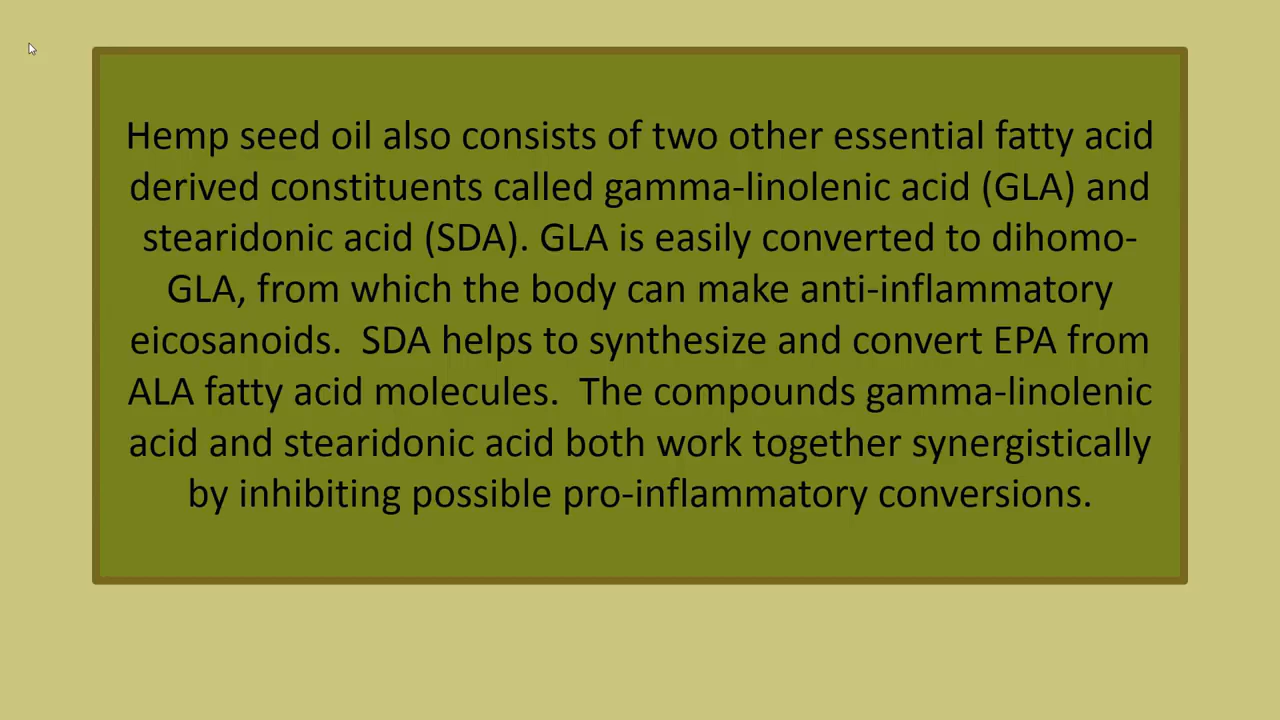 Hemp seed oil also consists of two other essential fatty acid
derived constituents called gamma-linolenic acid (GLA) and
stearidonic acid (SDA). GLA is easily converted to dihomo-
GLA, from which the body can make anti-inflammatory
eicosanoids.  SDA helps to synthesize and convert EPA from
ALA fatty acid molecules.  The compounds gamma-linolenic
acid and stearidonic acid both work together synergistically
by inhibiting possible pro-inflammatory conversions.